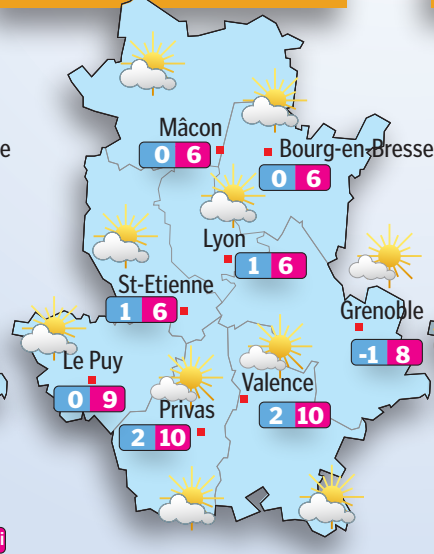 Mâcon
0 6
e
Bourg-en-Bresse
0 6
Lyon
1 6
St-Etienne
1 6
Grenoble
-1 8
Le Puy
0 9
Valence
2 10
Privas
2 10
i